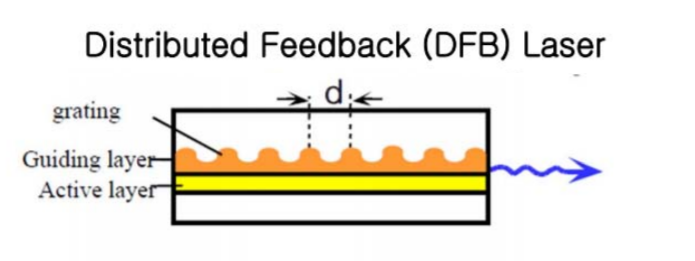 Distributed Feedback (DFB) Laser
d
grating
Guiding layer
Active layer